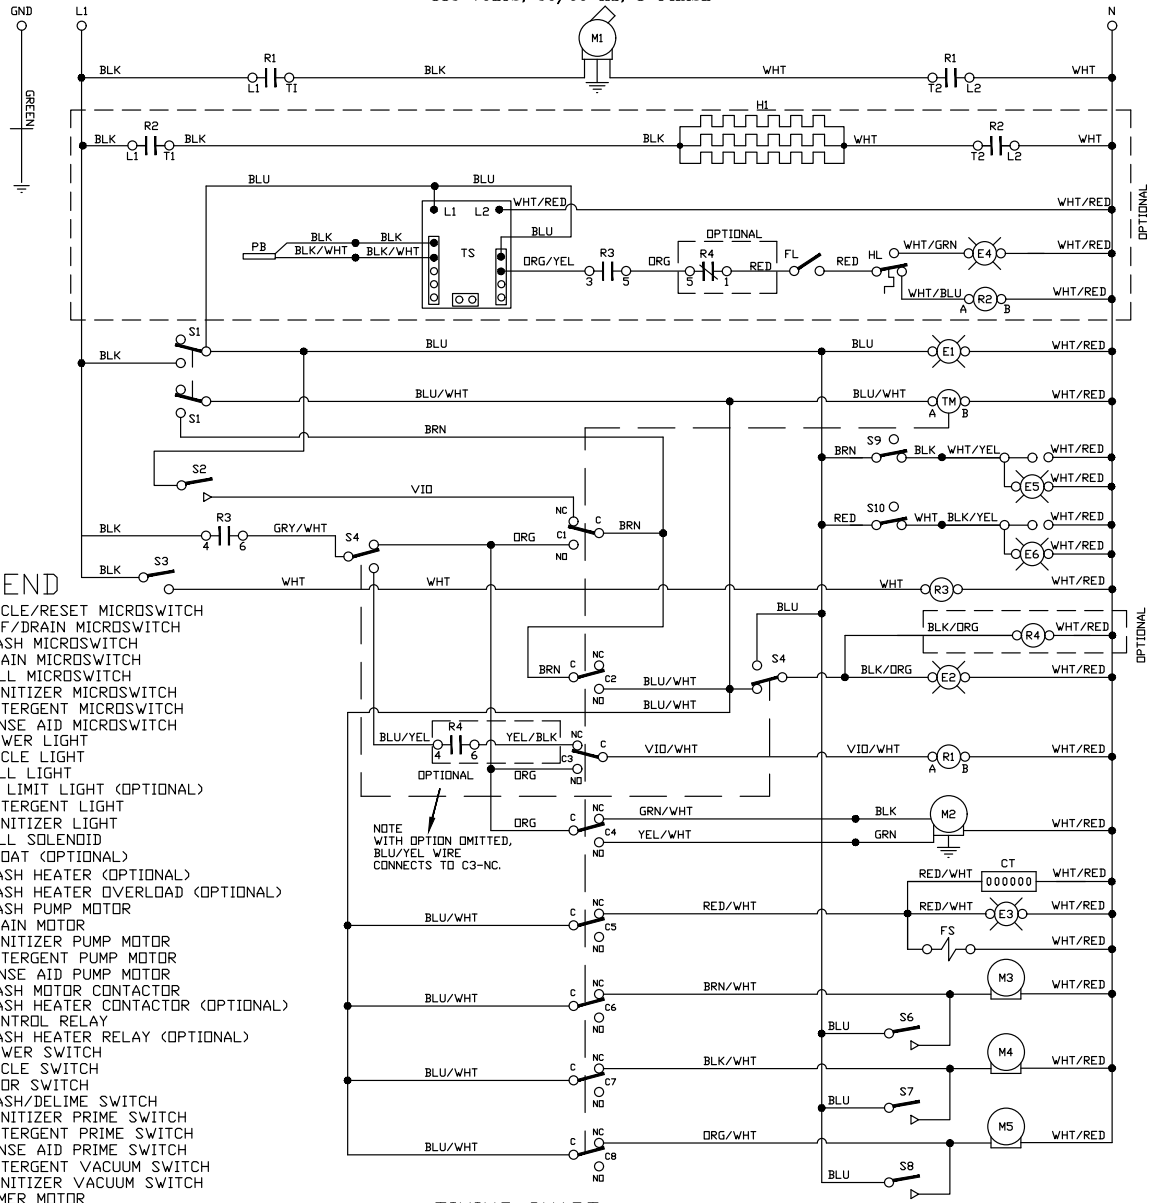 GND
L1
N
M1
R1
R1
BLK
BLK
WHT
WHT
L1
T1
T2
L2
GREEN
H1
R2
R2
BLK
BLK
BLK
WHT
WHT
L1
T1
T2
L2
OPTIONAL
BLU
BLU
L1
L2
WHT/RED
WHT/RED
BLU
PB
BLK
BLK
BLK/WHT
BLK/WHT
TS
OPTIONAL
ORG/YEL
R3
ORG
R4
RED
FL
RED
HL
WHT/GRN
E4
WHT/RED
3
5
5
1
WHT/BLU
R2
WHT/RED
A
B
S1
BLK
BLU
BLU
E1
WHT/RED
BLU/WHT
BLU/WHT
TM
WHT/RED
S1
A
B
BRN
S9
BRN
BLK
WHT/YEL
WHT/RED
S2
E5
WHT/RED
VIO
NC
C
BRN
S10
RED
WHT
BLK/YEL
WHT/RED
BLK
R3
GRY/WHT
S4
ORG
C1
NO
4
6
E6
WHT/RED
BLK
S3
WHT
WHT
WHT
R3
WHT/RED
BLU
BLK/ORG
R4
WHT/RED
OPTIONAL
BRN
C
NC
C2
S4
BLK/ORG
E2
WHT/RED
NO
BLU/WHT
BLU/WHT
BLU/YEL
R4
YEL/BLK
NC
C
C3
VIO/WHT
VIO/WHT
R1
WHT/RED
4
6
A
B
OPTIONAL
ORG
NO
NOTE
WITH OPTION OMITTED,
BLU/YEL WIRE
CONNECTS TO C3-NC.
ORG
C
NC
C4
NO
GRN/WHT
YEL/WHT
BLK
GRN
M2
WHT/RED
CT
RED/WHT
000000
WHT/RED
BLU/WHT
C
NC
C5
NO
RED/WHT
RED/WHT
E3
WHT/RED
FS
WHT/RED
BLU/WHT
C
NC
C6
NO
BRN/WHT
M3
WHT/RED
BLU
S6
BLU/WHT
C
NC
C7
NO
BLK/WHT
M4
WHT/RED
BLU
S7
BLU/WHT
C
NC
C8
NO
ORG/WHT
M5
WHT/RED
BLU
S8
END
CLE/RESET MICROSWITCH
F/DRAIN MICROSWITCH
ASH MICROSWITCH
AIN MICROSWITCH
LL MICROSWITCH
NITIZER MICROSWITCH
TERGENT MICROSWITCH
NSE AID MICROSWITCH
WER LIGHT
CLE LIGHT
LL LIGHT
LIMIT LIGHT (OPTIONAL)
TERGENT LIGHT
NITIZER LIGHT
LL SOLENOID
OAT (OPTIONAL)
ASH HEATER (OPTIONAL)
ASH HEATER OVERLOAD (OPTIONAL)
ASH PUMP MOTOR
AIN MOTOR
NITIZER PUMP MOTOR
TERGENT PUMP MOTOR
NSE AID PUMP MOTOR
ASH MOTOR CONTACTOR
ASH HEATER CONTACTOR (OPTIONAL)
NTROL RELAY
ASH HEATER RELAY (OPTIONAL)
WER SWITCH
CLE SWITCH
OR SWITCH
ASH/DELIME SWITCH
NITIZER PRIME SWITCH
TERGENT PRIME SWITCH
NSE AID PRIME SWITCH
TERGENT VACUUM SWITCH
NITIZER VACUUM SWITCH
MER MOTOR